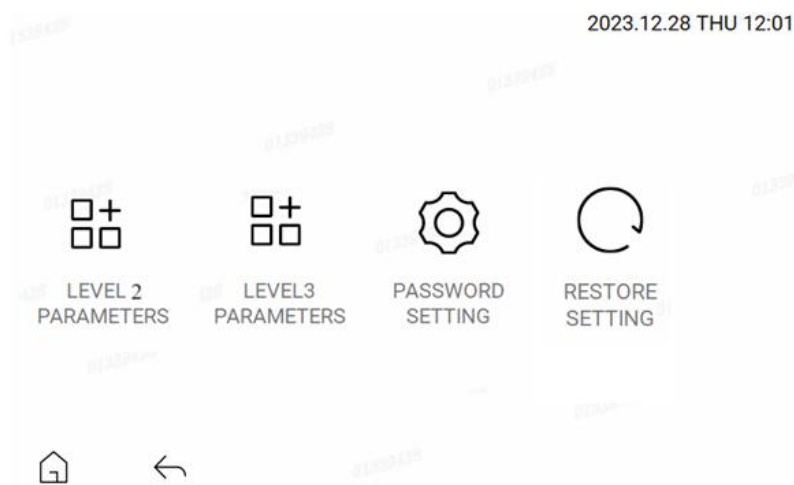 2023.12.28 THU 12:01
LEVEL 2
PARAMETERS
LEVEL3
PARAMETERS
PASSWORD
SETTING
RESTORE
SETTING